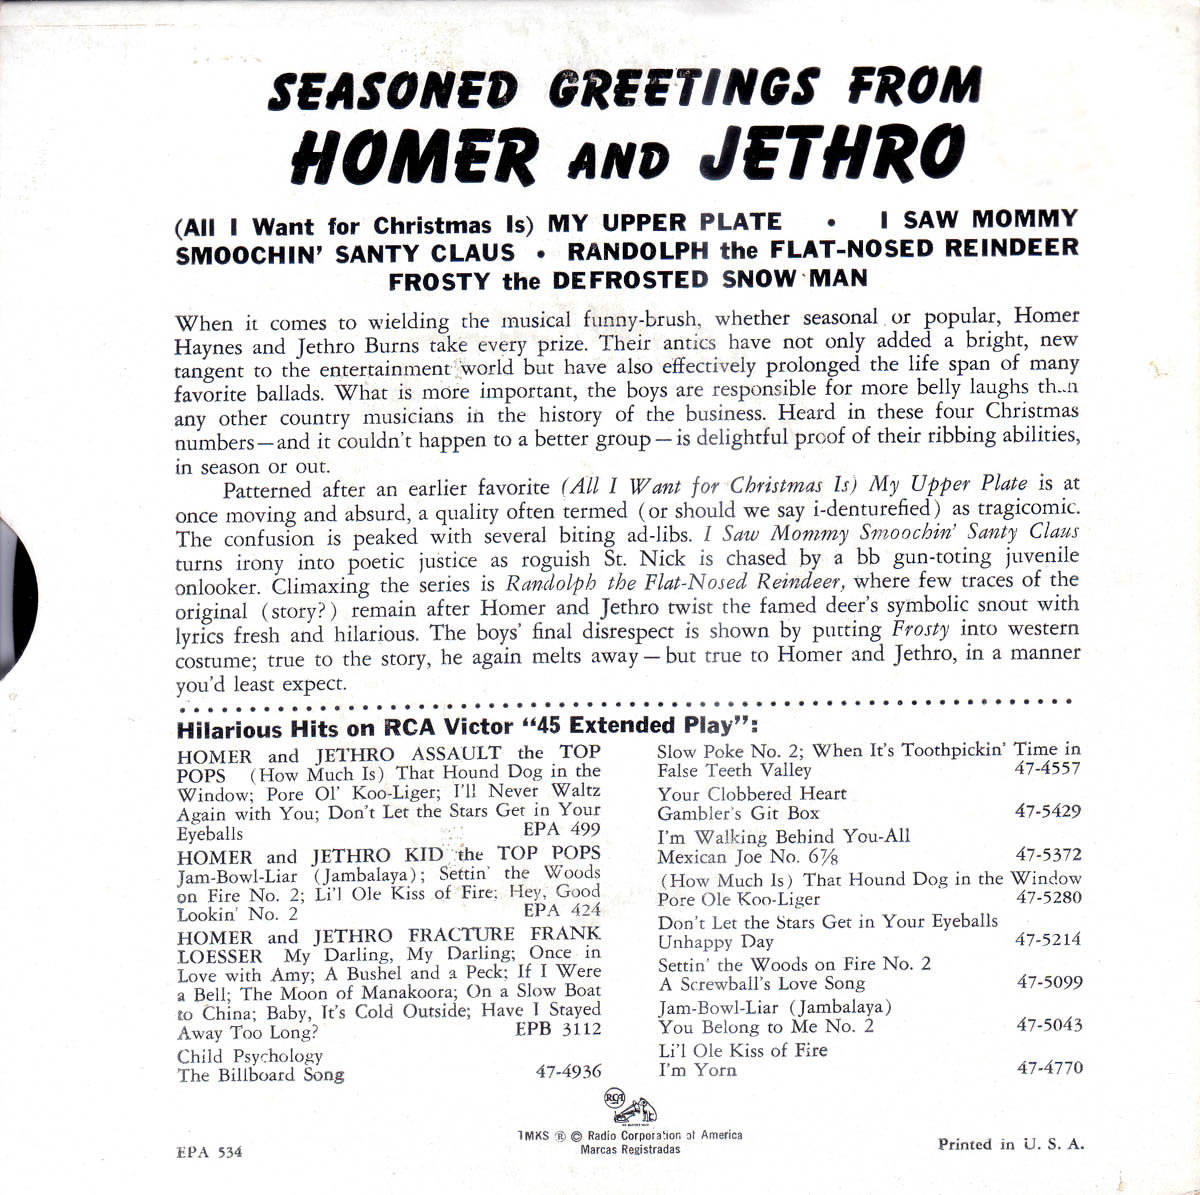 SEASONED GREETINGS FROM
HOMER AND JETHRO
(All I Want for Christmas Is) MY UPPER PLATE • I SAW MOMMY
SMOOCHIN' SANTY CLAUS • RANDOLPH the FLAT-NOSED REINDEER
FROSTY the DEFROSTED SNOW MAN
When it comes to wielding the musical funny-brush, whether seasonal or popular, Homer
Haynes and Jethro Burns take every prize. Their antics have not only added a bright, new
tangent to the entertainment world but have also effectively prolonged the life span of many
favorite ballads. What is more important, the boys are responsible for more belly laughs th..n
any other country musicians in the history of the business. Heard in these four Christmas
numbers—and it couldn't happen to a better group—is delightful proof of their ribbing abilities,
in season or out.
Patterned after an earlier favorite (All I Want for Christmas Is) My Upper Plate is at
once moving and absurd, a quality often termed (or should we say i-denturefied) as tragicomic.
The confusion is peaked with several biting ad-libs. I Saw Mommy Smoochin' Santy Claus
turns irony into poetic justice as roguish St. Nick is chased by a bb gun-toting juvenile
onlooker. Climaxing the series is Randolph the Flat-Nosed Reindeer, where few traces of the
original (story?) remain after Homer and Jethro twist the famed deer's symbolic snout with
lyrics fresh and hilarious. The boys' final disrespect is shown by putting Frosty into western
costume; true to the story, he again melts away—but true to Homer and Jethro, in a manner
you'd least expect.
Hilarious Hits on RCA Victor "45 Extended Play":
HOMER and JETHRO ASSAULT the TOP
POPS (How Much Is) That Hound Dog in the
Window; Pore Ol' Koo-Liger; I'll Never Waltz
Again with You; Don't Let the Stars Get in Your
Eyeballs EPA 499
HOMER and JETHRO KID the TOP POPS
Jam-Bowl-Liar (Jambalaya); Settin' the Woods
on Fire No. 2; Li'l Ole Kiss of Fire; Hey, Good
Lookin' No. 2 EPA 424
HOMER and JETHRO FRACTURE FRANK
LOESSER My Darling, My Darling; Once in
Love with Amy; A Bushel and a Peck; If I Were
a Bell; The Moon of Manakoora; On a Slow Boat
to China; Baby, It's Cold Outside; Have I Stayed
Away Too Long? EPB 3112
Child Psychology
The Billboard Song 47-4936
Slow Poke No. 2; When It's Toothpickin' Time in
False Teeth Valley 47-4557
Your Clobbered Heart
Gambler's Git Box 47-5429
I'm Walking Behind You-All
Mexican Joe No. 6⅞ 47-5372
(How Much Is) That Hound Dog in the Window
Pore Ole Koo-Liger 47-5280
Don't Let the Stars Get in Your Eyeballs
Unhappy Day 47-5214
Settin' the Woods on Fire No. 2
A Screwball's Love Song 47-5099
Jam-Bowl-Liar (Jambalaya)
You Belong to Me No. 2 47-5043
Li'l Ole Kiss of Fire
I'm Yorn 47-4770
RCA
TMKS ® © Radio Corporation of America
Marcas Registradas
EPA 534
Printed in U. S. A.